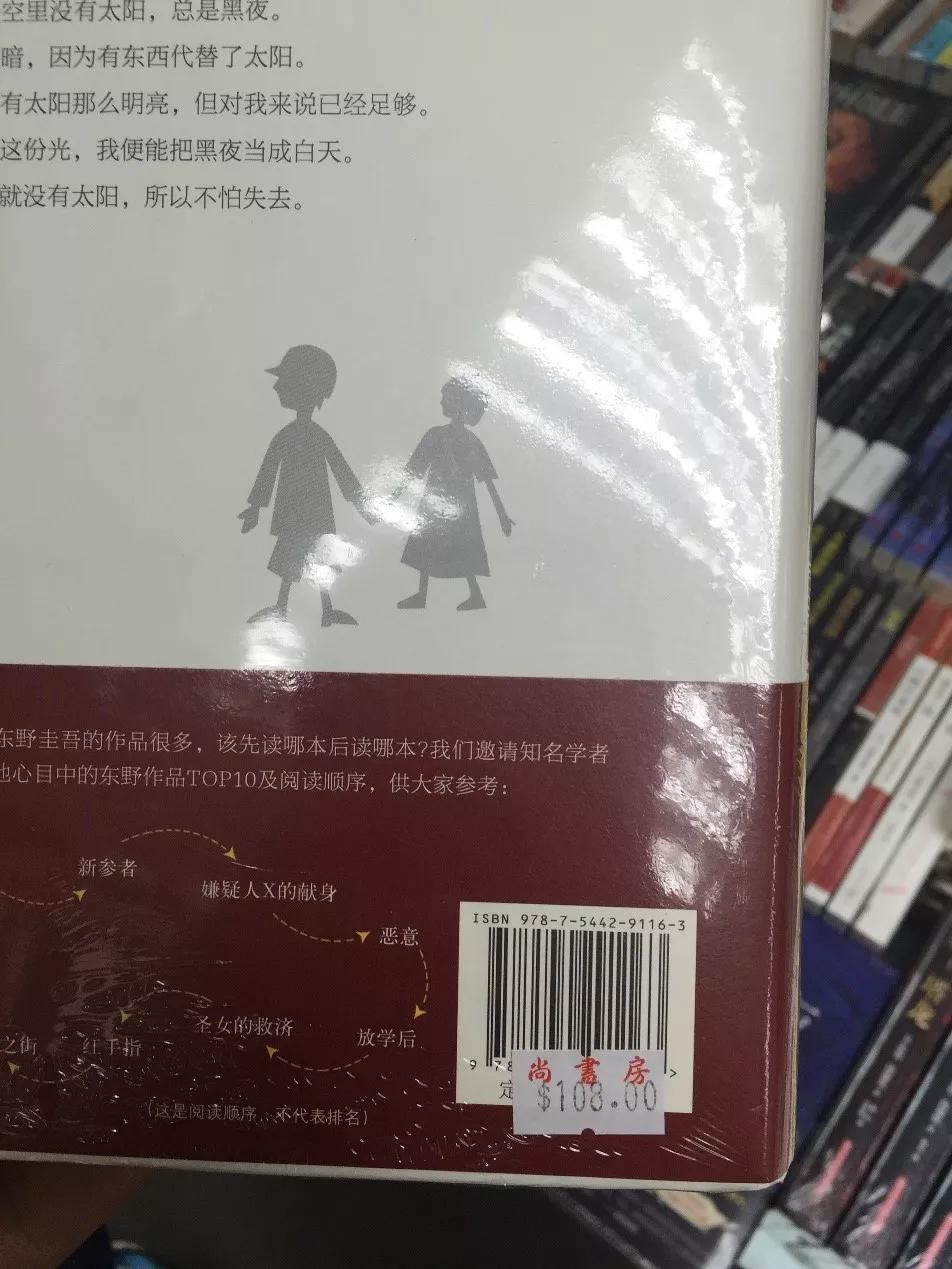 空里没有太阳，总是黑夜。
暗，因为有东西代替了太阳。
有太阳那么明亮，但对我来说已经足够。
这份光，我便能把黑夜当成白天。
就没有太阳，所以不怕失去。
东野圭吾的作品很多，该先读哪本后读哪本?我们邀请知名学者
他心目中的东野作品TOP10及阅读顺序，供大家参考：
新参者
嫌疑人X的献身
恶意
放学后
圣女的救济
红手指
之街
(这是阅读顺序，不代表排名)
ISBN 978-7-5442-9116-3
9 78
>
定
尚書房
$108.00